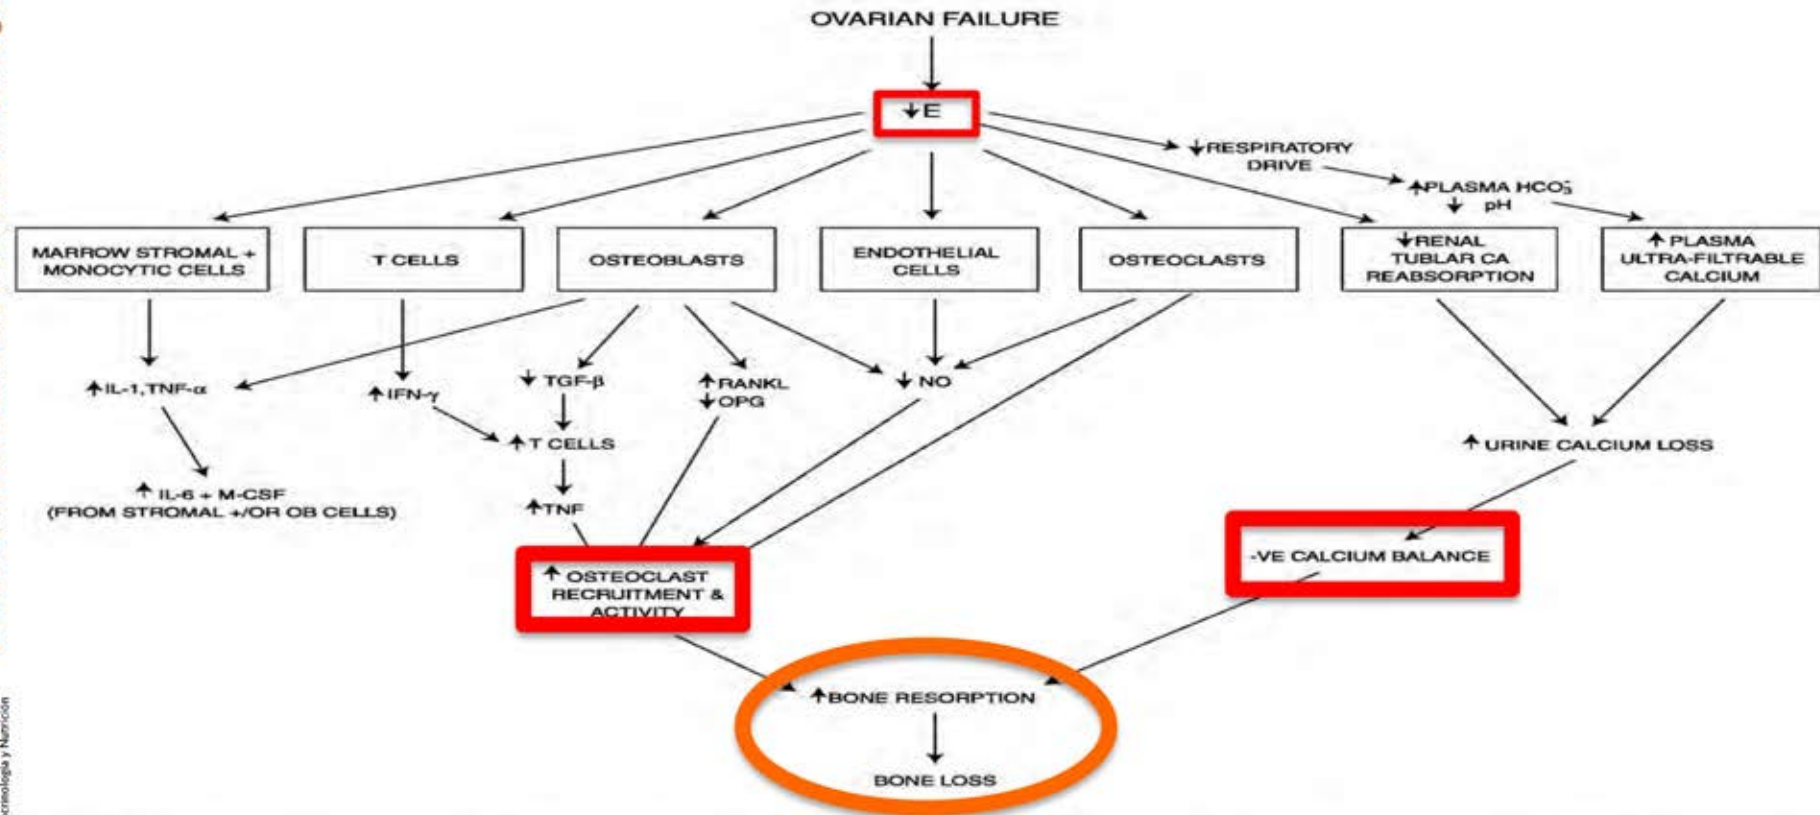 OVARIAN FAILURE
↓E
↓RESPIRATORY
DRIVE
↑PLASMA HCO₃⁻
↓ pH
MARROW STROMAL +
MONOCYTIC CELLS
T CELLS
OSTEOBLASTS
ENDOTHELIAL
CELLS
OSTEOCLASTS
↓RENAL
TUBLAR CA
REABSORPTION
↑PLASMA
ULTRA-FILTRABLE
CALCIUM
↑IL-1,TNF-α
↑IFN-γ
↓TGF-β
↑RANKL
↓OPG
↓NO
↑T CELLS
↑URINE CALCIUM LOSS
↑IL-6 + M-CSF
(FROM STROMAL +/OR OB CELLS)
↑TNF
-VE CALCIUM BALANCE
↑OSTEOCLAST
RECRUITMENT &
ACTIVITY
↑BONE RESORPTION
BONE LOSS
y Nutrición